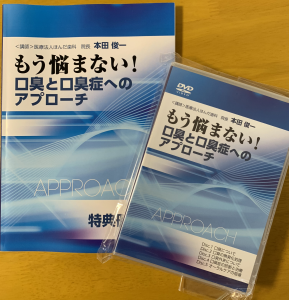 <講師>医療法人ほんだ歯科 院長 本田 俊一
もう悩まない!
口臭と口臭症への
アプローチ
APPROACH
特典
DVD
<講師>医療法人ほんだ歯科 院長 本田 俊一
もう悩まない!
口臭と口臭症への
アプローチ
APPROACH